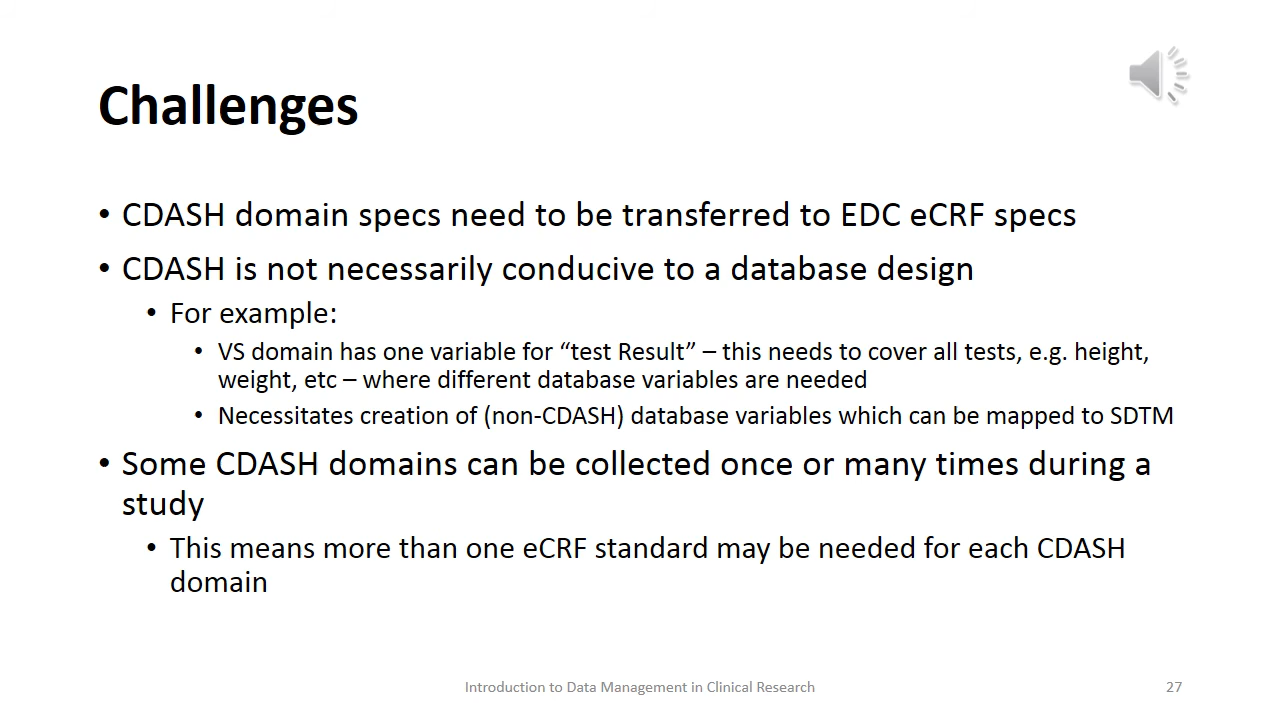 Challenges
• CDASH domain specs need to be transferred to EDC eCRF specs
• CDASH is not necessarily conducive to a database design
• For example:
• VS domain has one variable for “test Result” – this needs to cover all tests, e.g. height,
weight, etc – where different database variables are needed
• Necessitates creation of (non-CDASH) database variables which can be mapped to SDTM
• Some CDASH domains can be collected once or many times during a
study
• This means more than one eCRF standard may be needed for each CDASH
domain
Introduction to Data Management in Clinical Research
27